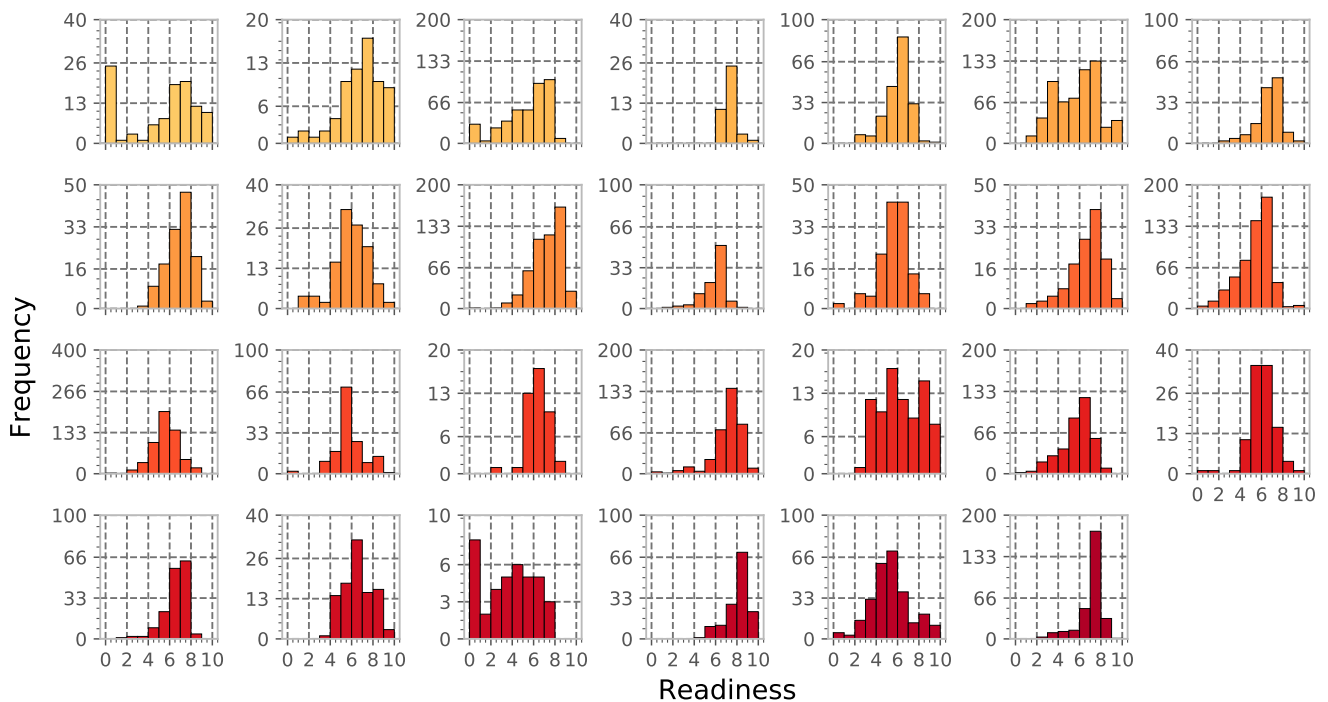 40 20 200 40 100 200 100
26 13 133 26 66 133 66
13 6 66 13 33 66 33
0 0 0 0 0 0 0
50 40 200 100 50 50 200
33 26 133 66 33 33 133
16 13 66 33 16 16 66
0 0 0 0 0 0 0
400 100 20 200 20 200 40
266 66 13 133 13 133 26
133 33 6 66 6 66 13
0 0 0 0 0 0 0
0 2 4 6 8 10
100 40 10 100 100 200
66 26 6 66 66 133
33 13 3 33 33 66
0 0 0 0 0 0
0 2 4 6 8 10 0 2 4 6 8 10 0 2 4 6 8 10 0 2 4 6 8 10 0 2 4 6 8 10 0 2 4 6 8 10
Frequency
Readiness